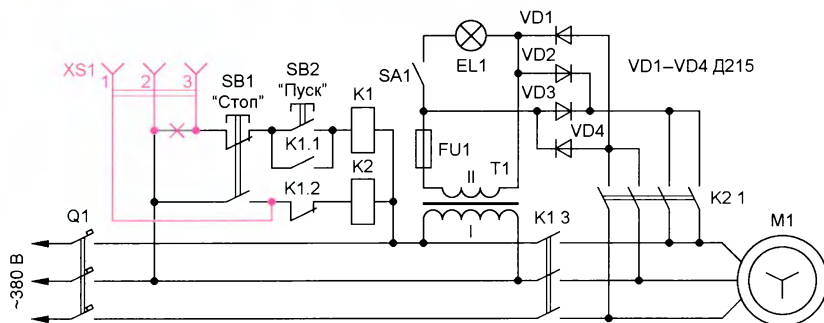 XS1
1
2
3
SB1
"Стоп"
SB2
"Пуск"
K1
K1.1
K2
K1.2
SA1
EL1
FU1
II
T1
I
VD1
VD2
VD3
VD4
VD1–VD4 Д215
Q1
K1 3
K2 1
M1
~380 В